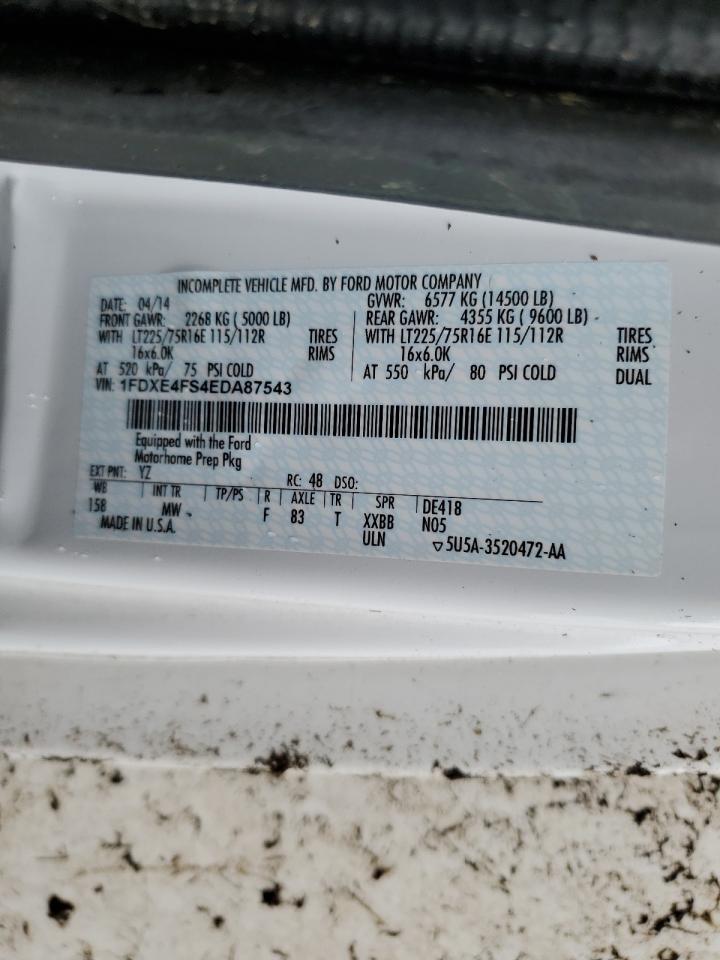 INCOMPLETE VEHICLE MFD. BY FORD MOTOR COMPANY
DATE: 04/14 GVWR: 6577 KG (14500 LB)
FRONT GAWR: 2268 KG ( 5000 LB) REAR GAWR: 4355 KG ( 9600 LB)
WITH LT225/75R16E 115/112R TIRES WITH LT225/75R16E 115/112R TIRES
16x6.0K RIMS 16x6.0K RIMS
AT 520 kPa/ 75 PSI COLD AT 550 kPa/ 80 PSI COLD DUAL
VIN: 1FDXE4FS4EDA87543
Equipped with the Ford
Motorhome Prep Pkg
EXT PNT: YZ RC: 48 DSO:
WB INT TR TP/PS R AXLE TR SPR DE418
158 MW F 83 T XXBB N05
MADE IN U.S.A. ULN ▽5U5A-3520472-AA